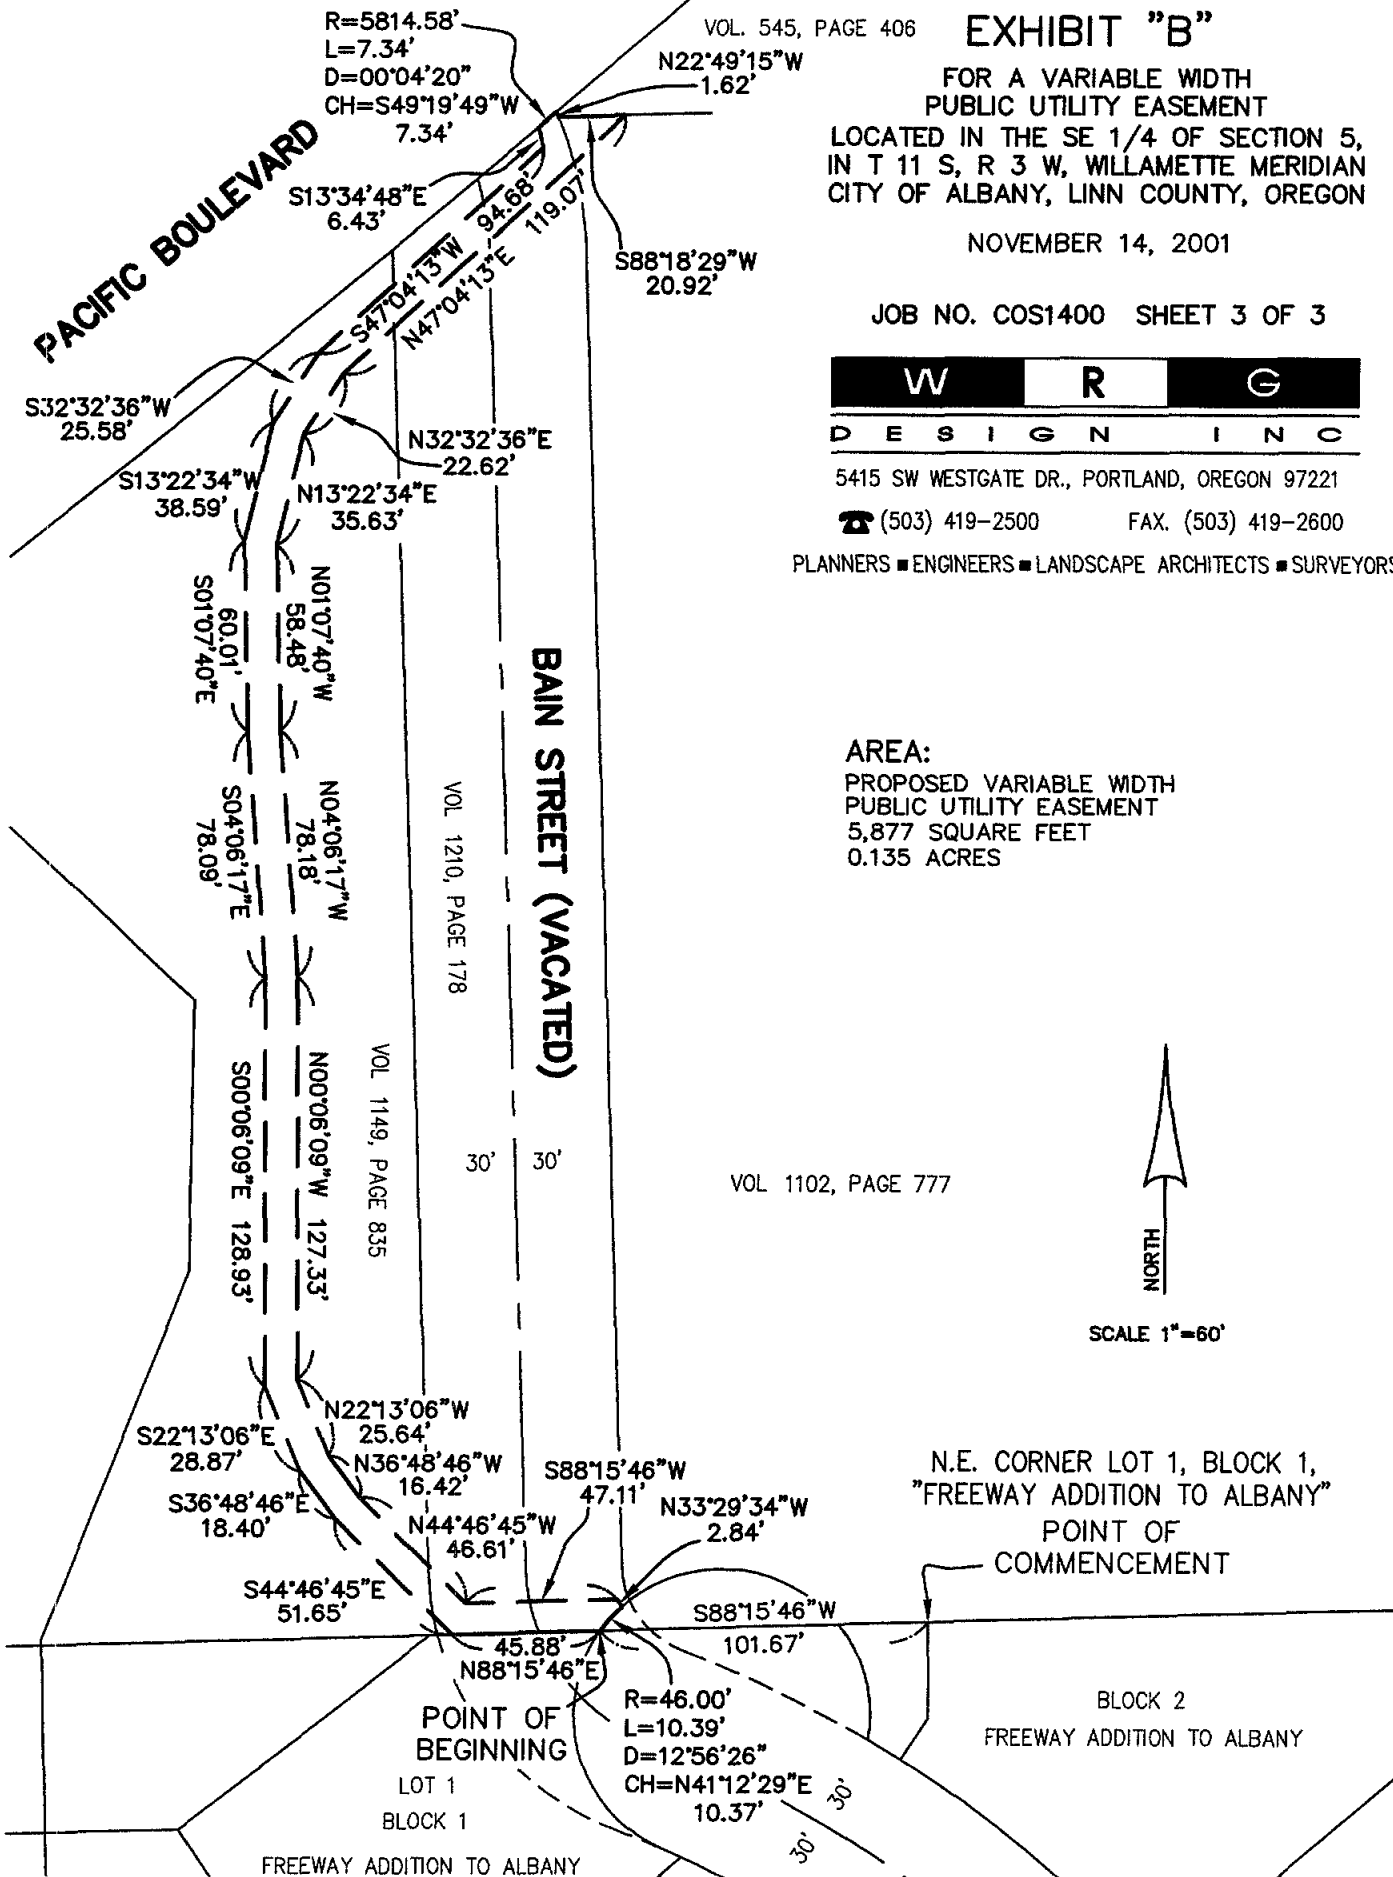 R=5814.58'
L=7.34'
D=00°04'20"
CH=S49°19'49"W
7.34'
VOL. 545, PAGE 406
N22°49'15"W
1.62'
EXHIBIT "B"
FOR A VARIABLE WIDTH
PUBLIC UTILITY EASEMENT
LOCATED IN THE SE 1/4 OF SECTION 5,
IN T 11 S, R 3 W, WILLAMETTE MERIDIAN
CITY OF ALBANY, LINN COUNTY, OREGON
NOVEMBER 14, 2001
JOB NO. COS1400 SHEET 3 OF 3
W R G
DESIGN INC
5415 SW WESTGATE DR., PORTLAND, OREGON 97221
☎ (503) 419-2500 FAX. (503) 419-2600
PLANNERS ■ ENGINEERS ■ LANDSCAPE ARCHITECTS ■ SURVEYORS
PACIFIC BOULEVARD
S13°34'48"E
6.43'
S47°04'13"W 94.68'
N47°04'13"E 119.07'
S88°18'29"W
20.92'
S32°32'36"W
25.58'
N32°32'36"E
22.62'
S13°22'34"W
38.59'
N13°22'34"E
35.63'
N01°07'40"W
58.48'
60.01'
S01°07'40"E
N04°06'17"W
78.18'
S04°06'17"E
78.09'
BAIN STREET (VACATED)
VOL 1210, PAGE 178
AREA:
PROPOSED VARIABLE WIDTH
PUBLIC UTILITY EASEMENT
5,877 SQUARE FEET
0.135 ACRES
N00°06'09"W 127.33'
S00°06'09"E 128.93'
VOL 1149, PAGE 835
30' 30'
VOL 1102, PAGE 777
NORTH
SCALE 1"=60'
N22°13'06"W
25.64'
S22°13'06"E
28.87'
N36°48'46"W
16.42'
S36°48'46"E
18.40'
S88°15'46"W
47.11'
N33°29'34"W
2.84'
N44°46'45"W
46.61'
S44°46'45"E
51.65'
N.E. CORNER LOT 1, BLOCK 1,
"FREEWAY ADDITION TO ALBANY"
POINT OF
COMMENCEMENT
S88°15'46"W
101.67'
45.88'
N88°15'46"E
POINT OF
BEGINNING
R=46.00'
L=10.39'
D=12°56'26"
CH=N41°12'29"E
10.37'
30'
30'
BLOCK 2
FREEWAY ADDITION TO ALBANY
LOT 1
BLOCK 1
FREEWAY ADDITION TO ALBANY